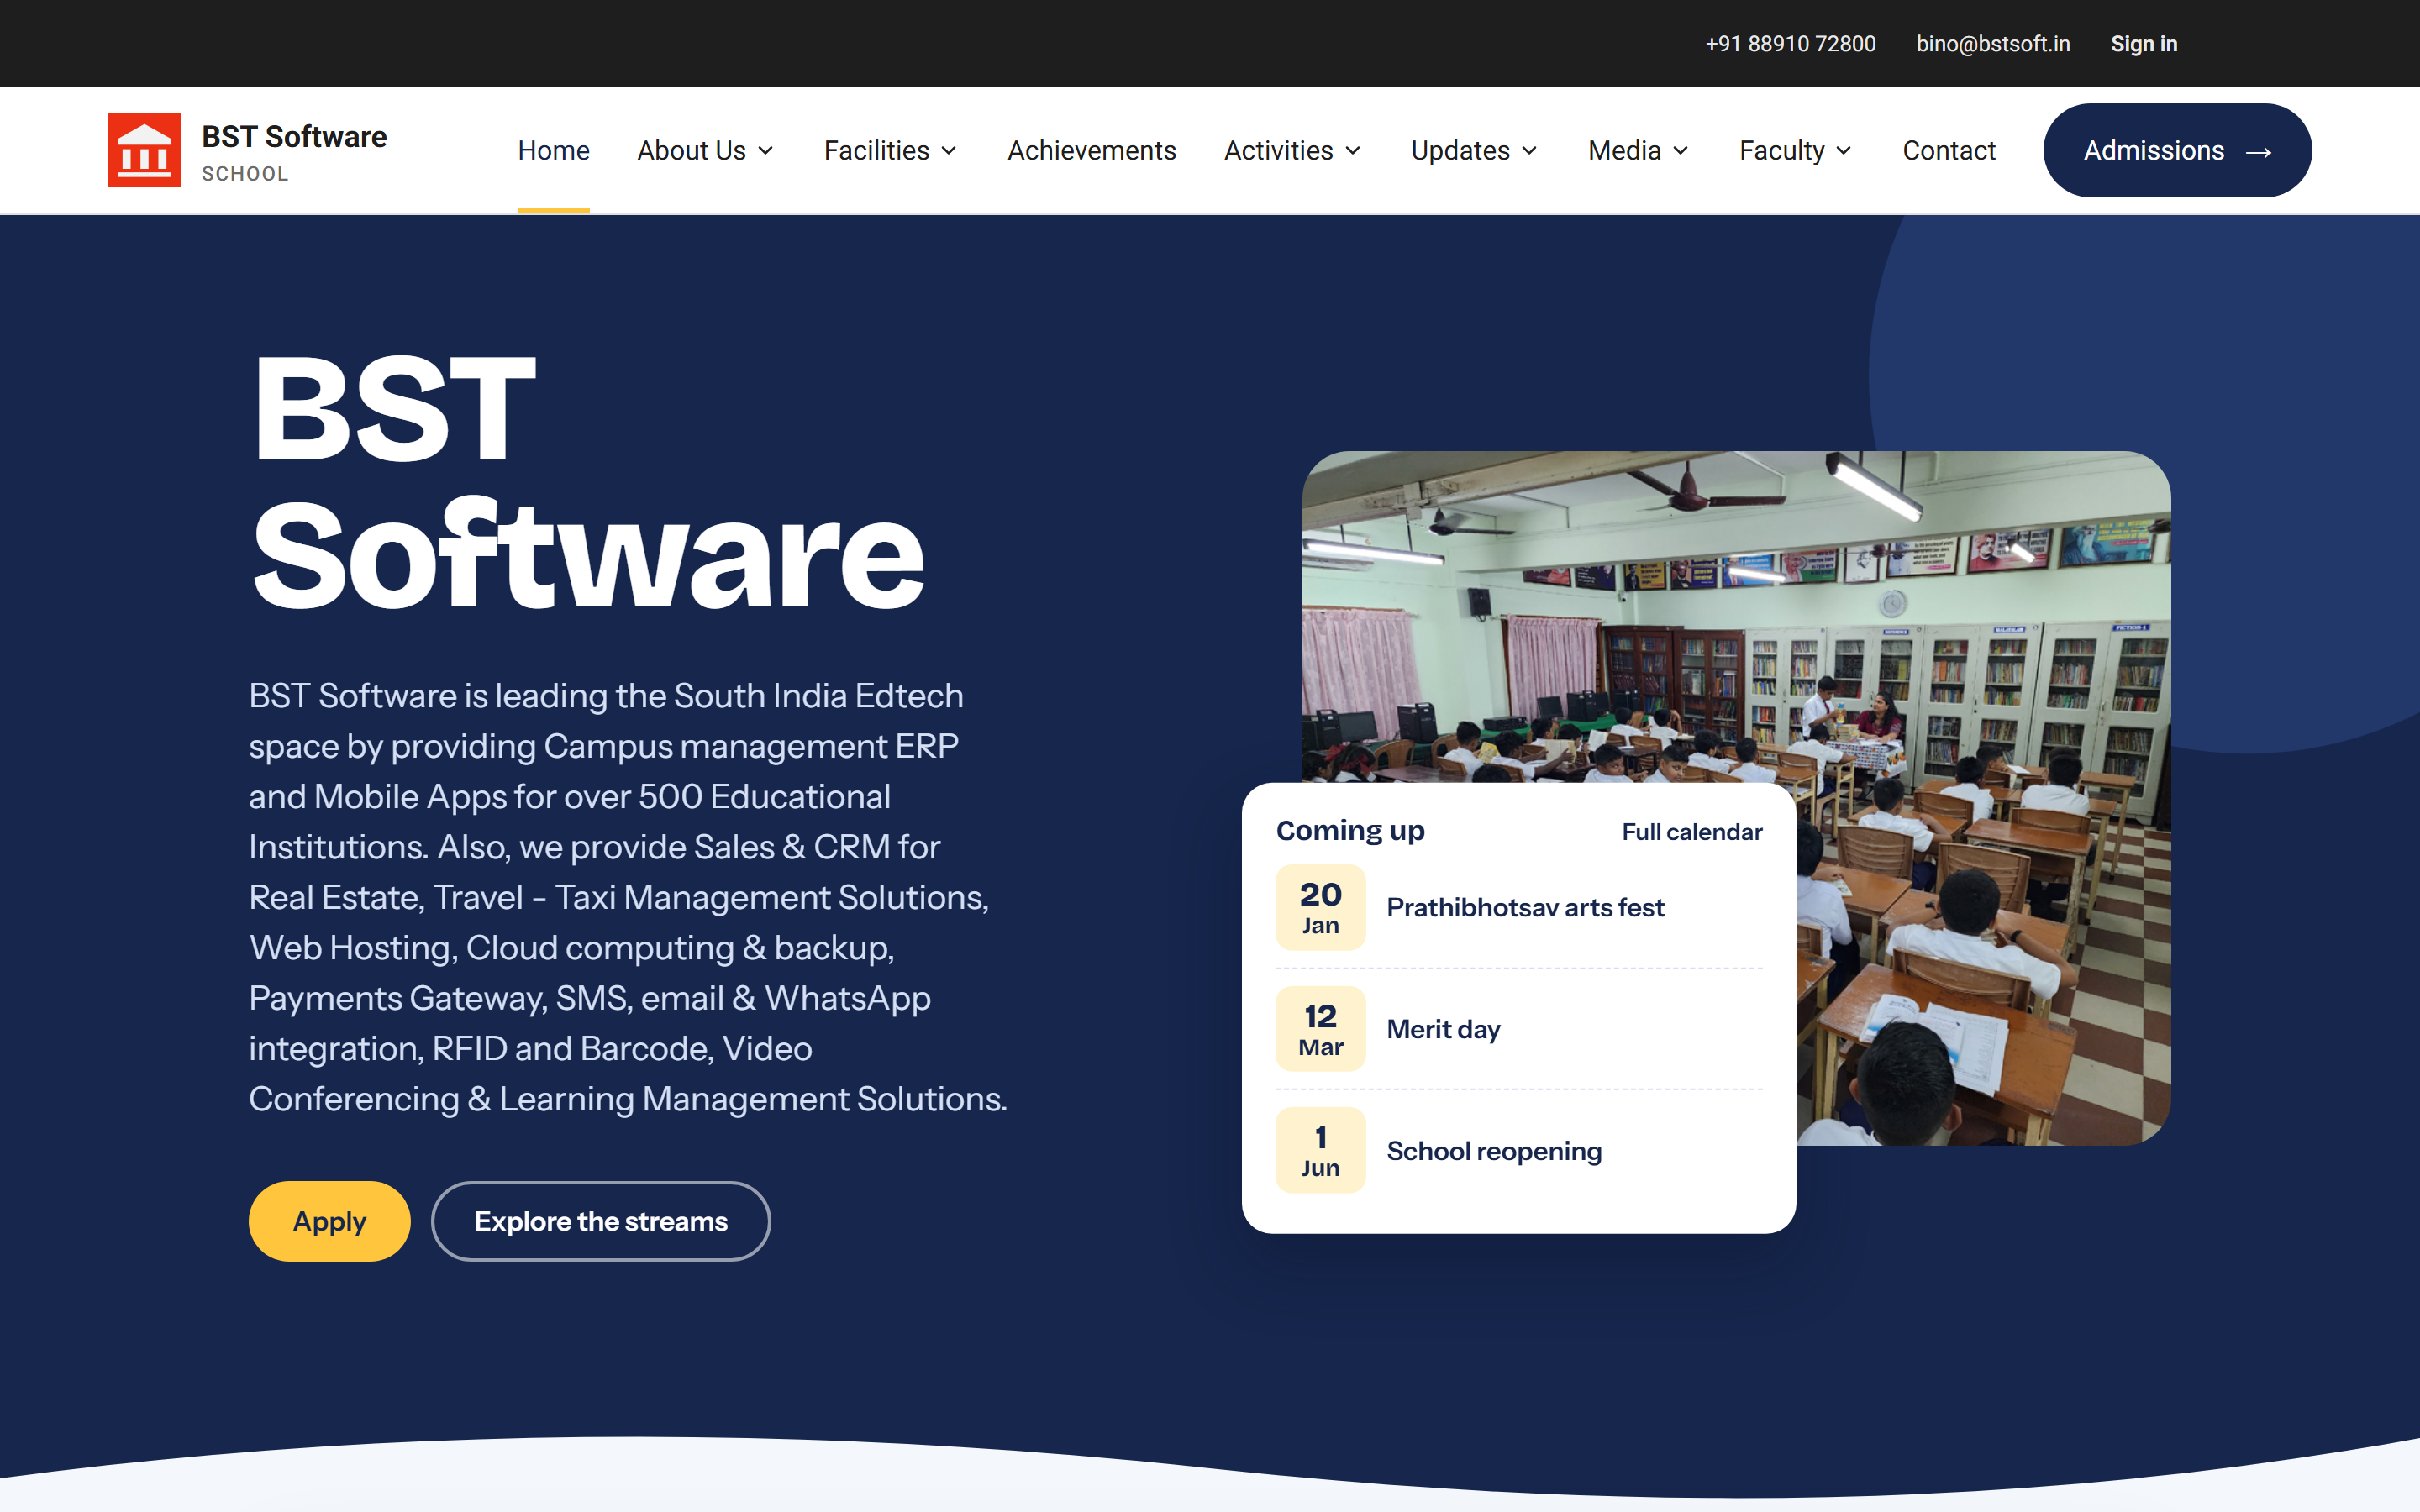 +91 88910 72800 bino@bstsoft.in Sign in
BST Software
SCHOOL
Home About Us Facilities Achievements Activities Updates Media Faculty Contact Admissions →
BST
Software
BST Software is leading the South India Edtech
space by providing Campus management ERP
and Mobile Apps for over 500 Educational
Institutions. Also, we provide Sales & CRM for
Real Estate, Travel - Taxi Management Solutions,
Web Hosting, Cloud computing & backup,
Payments Gateway, SMS, email & WhatsApp
integration, RFID and Barcode, Video
Conferencing & Learning Management Solutions.
Apply Explore the streams
Coming up Full calendar
20
Jan
Prathibhotsav arts fest
12
Mar
Merit day
1
Jun
School reopening